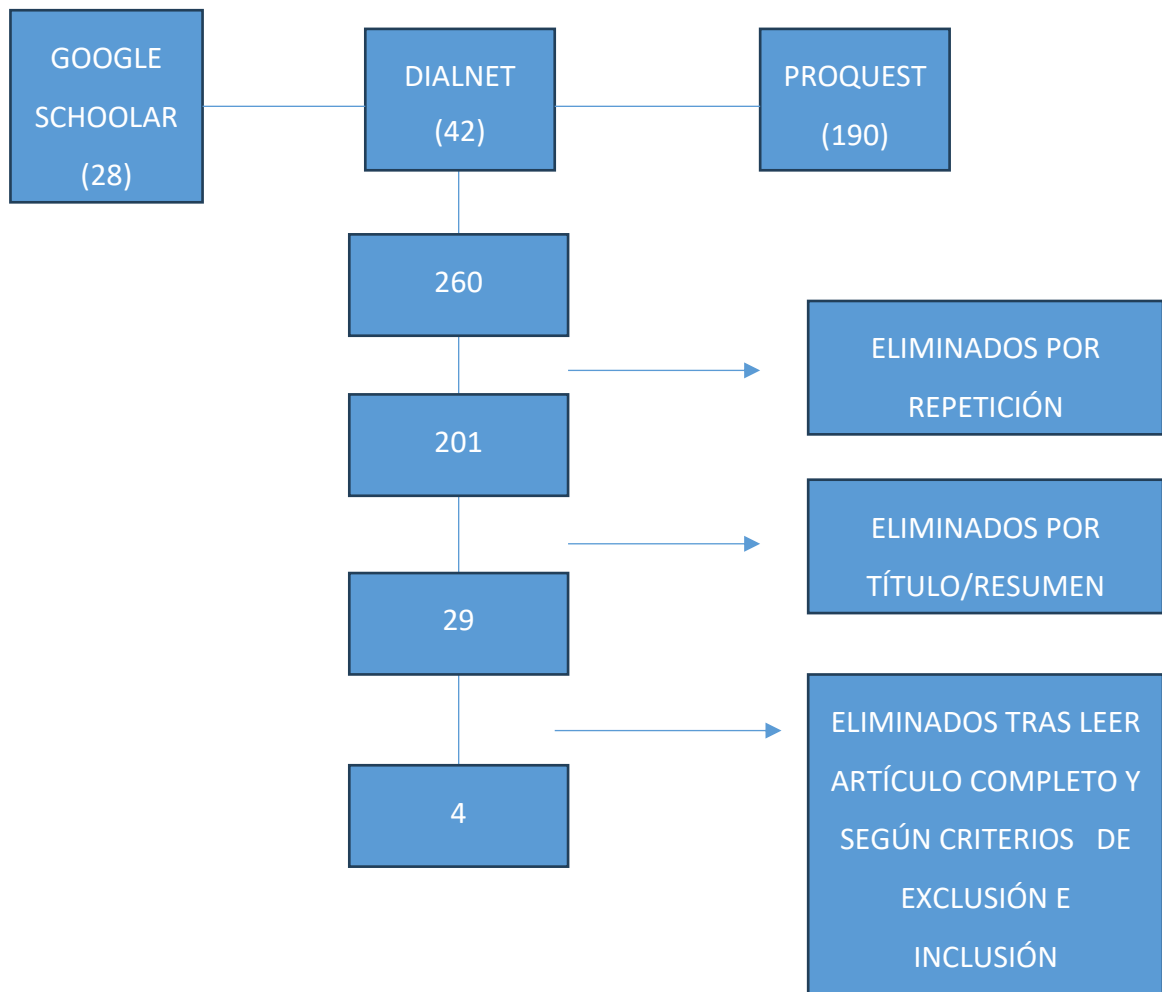 GOOGLE
SCHOOLAR
(28)
DIALNET
(42)
PROQUEST
(190)
260
ELIMINADOS POR
REPETICIÓN
201
ELIMINADOS POR
TÍTULO/RESUMEN
29
ELIMINADOS TRAS LEER
ARTÍCULO COMPLETO Y
SEGÚN CRITERIOS DE
EXCLUSIÓN E
INCLUSIÓN
4